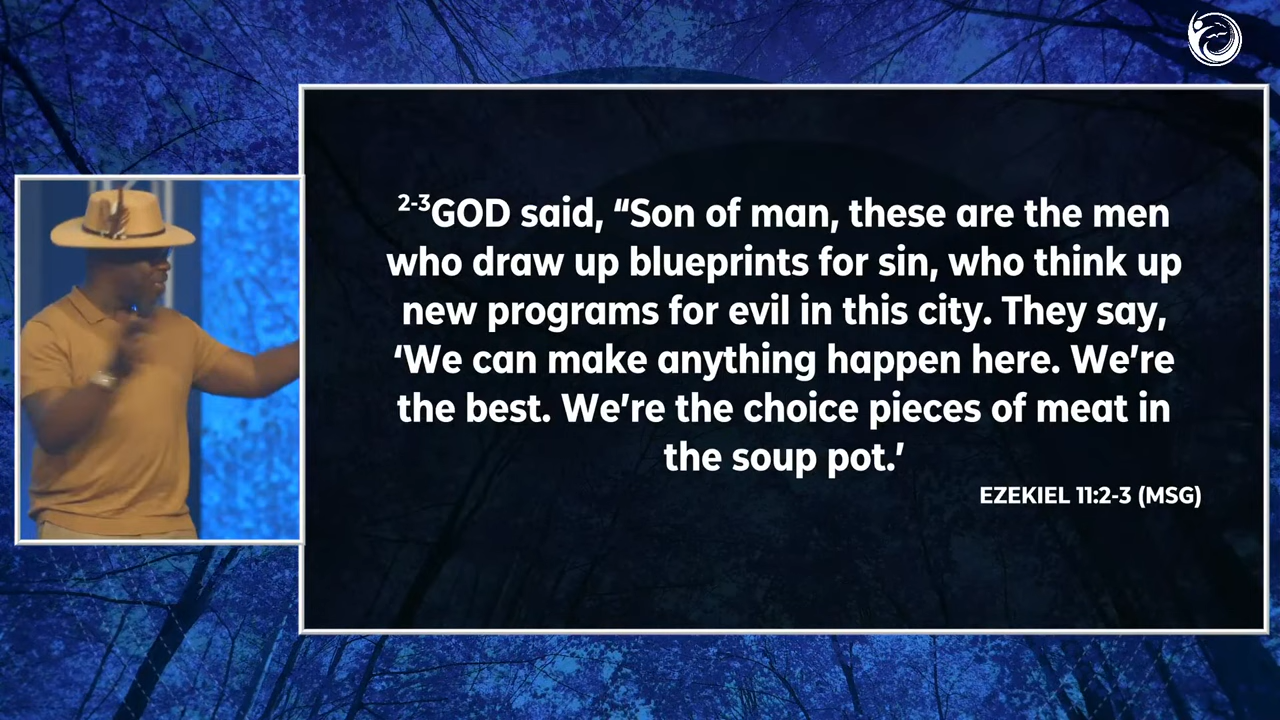 2-3GOD said, “Son of man, these are the men
who draw up blueprints for sin, who think up
new programs for evil in this city. They say,
‘We can make anything happen here. We’re
the best. We’re the choice pieces of meat in
the soup pot.’
EZEKIEL 11:2-3 (MSG)